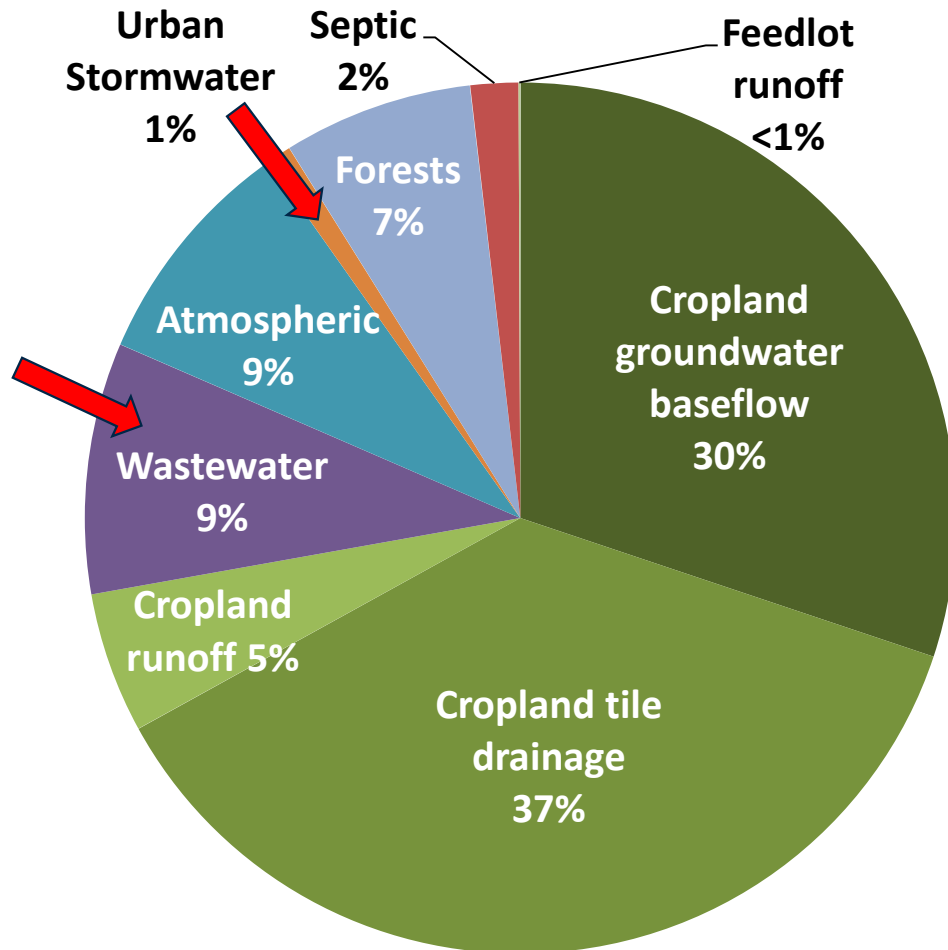 Urban
Stormwater
1%
Septic
2%
Feedlot
runoff
<1%
Forests
7%
Cropland
groundwater
baseflow
30%
Atmospheric
9%
Wastewater
9%
Cropland
runoff 5%
Cropland tile
drainage
37%